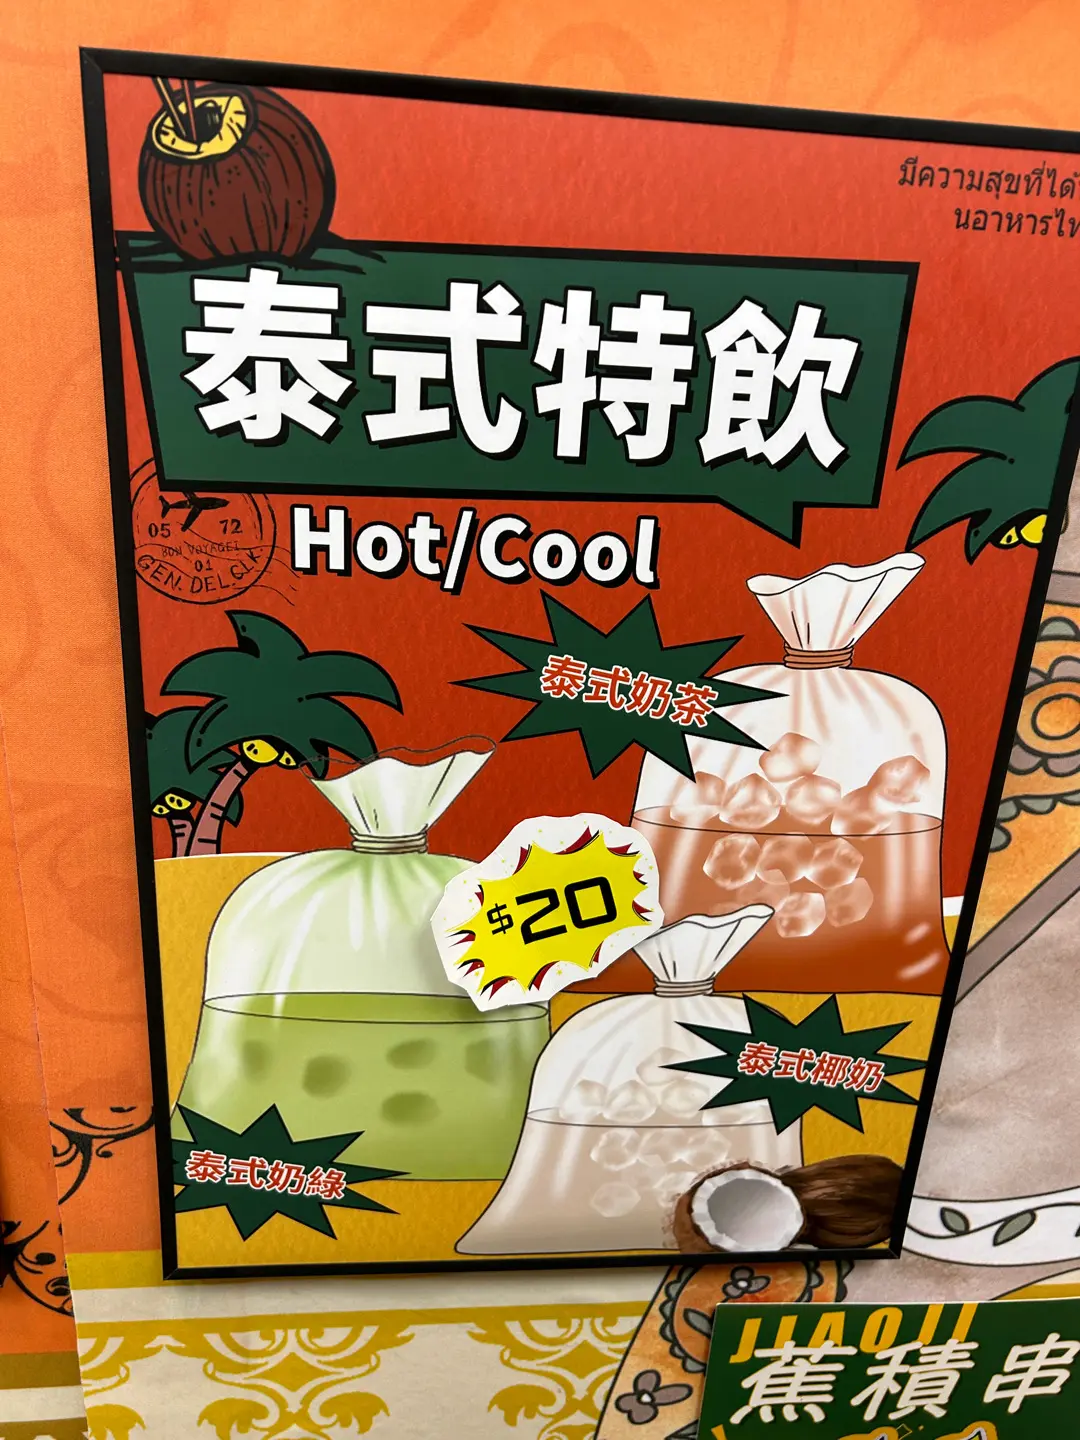 มีความสุขที่ได้
นอาหารไท
泰式特飲
Hot/Cool
05 72
BON VOYAGE!
01
GEN. DEL. CLK.
泰式奶茶
$20
泰式椰奶
泰式奶綠
JIAOJI
蕉積串